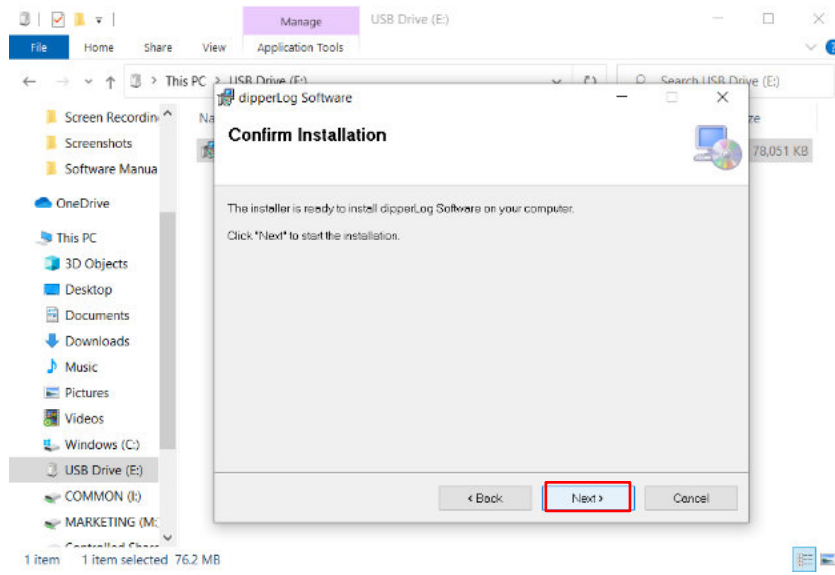 Manage
USB Drive (E:)
File
Home
Share
View
Application Tools
This PC
USB Drive (E:)
Search USB Drive (E:)
dipperLog Software
Confirm Installation
The installer is ready to install dipperLog Software on your computer.
Click "Next" to start the installation.
< Back
Next >
Cancel
Screen Recordin
Screenshots
Software Manua
OneDrive
This PC
3D Objects
Desktop
Documents
Downloads
Music
Pictures
Videos
Windows (C:)
USB Drive (E:)
COMMON (I:)
MARKETING (M:
Na
ze
78,051 KB
1 item
1 item selected 76.2 MB